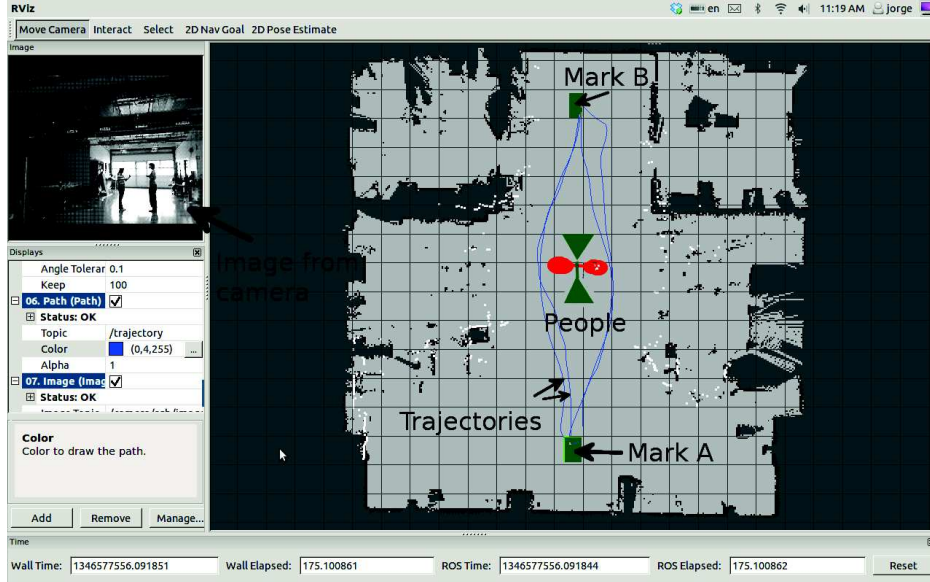 RViz
en
11:19 AM
jorge
Move Camera Interact Select 2D Nav Goal 2D Pose Estimate
Image
Mark B
Image from
camera
People
Trajectories
Mark A
Displays
Angle Tolerar 0.1
Keep 100
06. Path (Path)
Status: OK
Topic /trajectory
Color (0,4,255) ...
Alpha 1
07. Image (Imag
Status: OK
Color
Color to draw the path.
Add Remove Manage...
Time
Wall Time: 1346577556.091851 Wall Elapsed: 175.100861 ROS Time: 1346577556.091844 ROS Elapsed: 175.100862 Reset